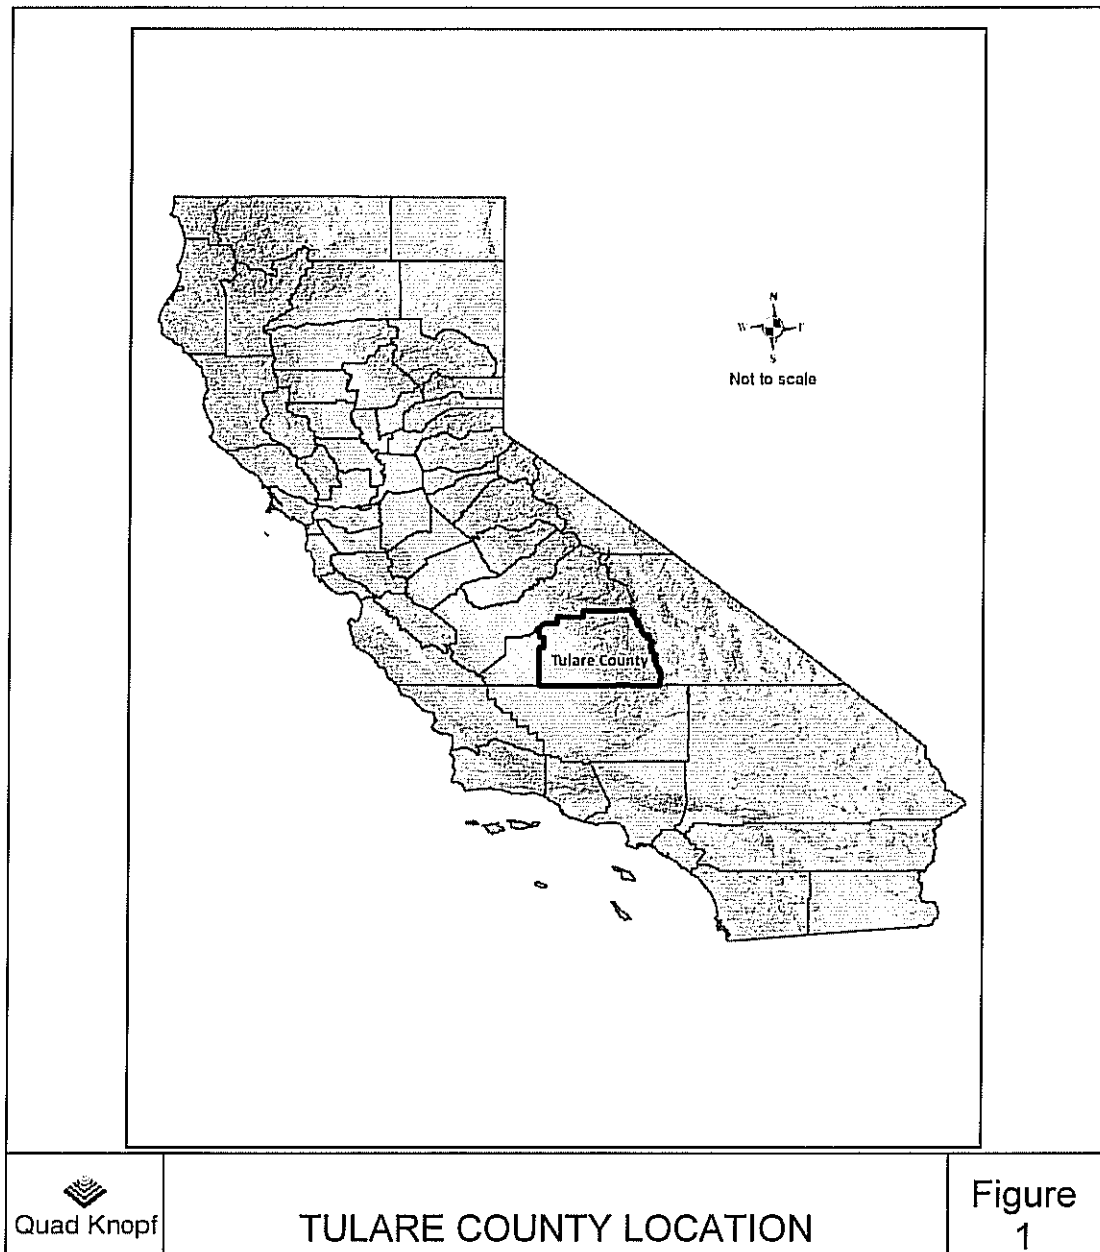 N
W E
S
Not to scale
Tulare County
Quad Knopf
TULARE COUNTY LOCATION
Figure
1